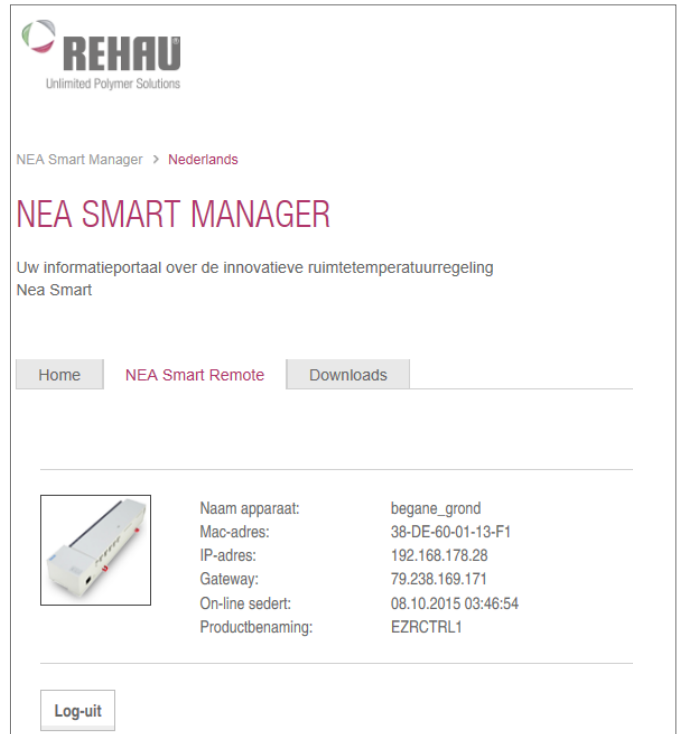 REHAU
Unlimited Polymer Solutions
NEA Smart Manager > Nederlands
NEA SMART MANAGER
Uw informatieportaal over de innovatieve ruimtetemperatuurregeling
Nea Smart
Home NEA Smart Remote Downloads
Naam apparaat: begane_grond
Mac-adres: 38-DE-60-01-13-F1
IP-adres: 192.168.178.28
Gateway: 79.238.169.171
On-line sedert: 08.10.2015 03:46:54
Productbenaming: EZRCTRL1
Log-uit